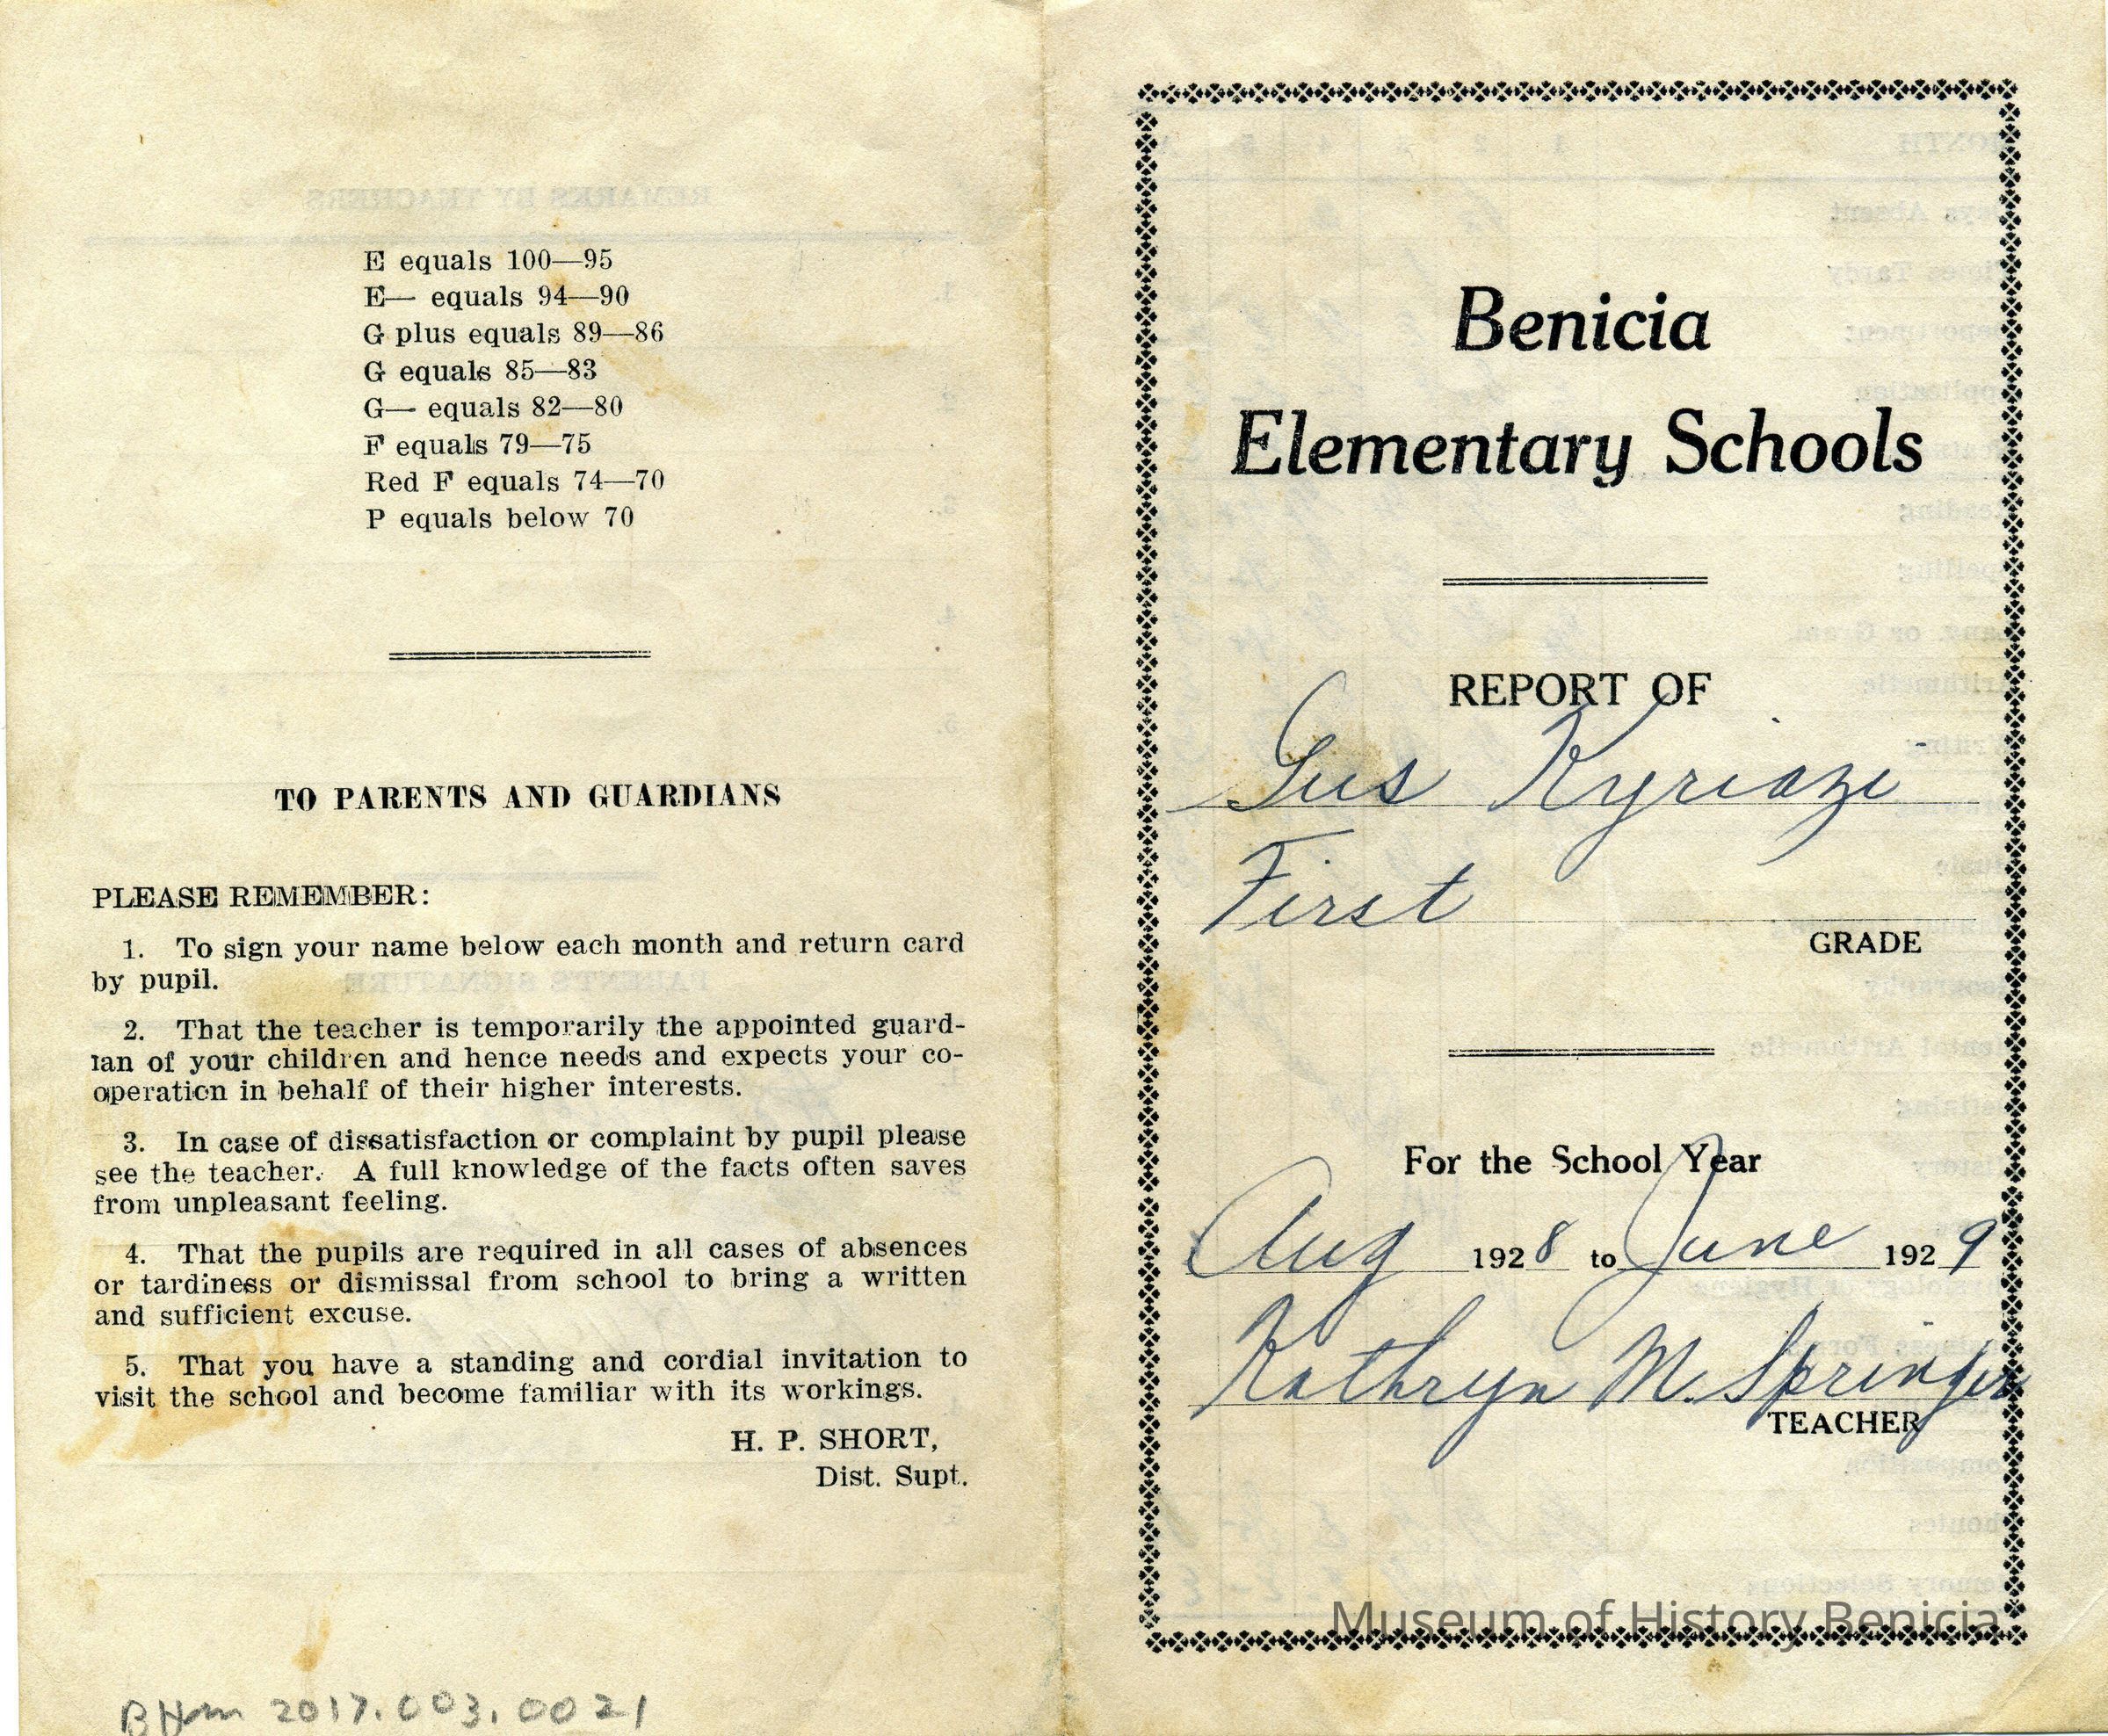 E equals 100—95
E— equals 94—90
G plus equals 89—86
G equals 85—83
G— equals 82—80
F equals 79—75
Red F equals 74—70
P equals below 70
TO PARENTS AND GUARDIANS
PLEASE REMEMBER:
1. To sign your name below each month and return card
by pupil.
2. That the teacher is temporarily the appointed guard-
ian of your children and hence needs and expects your co-
operation in behalf of their higher interests.
3. In case of dissatisfaction or complaint by pupil please
see the teacher. A full knowledge of the facts often saves
from unpleasant feeling.
4. That the pupils are required in all cases of absences
or tardiness or dismissal from school to bring a written
and sufficient excuse.
5. That you have a standing and cordial invitation to
visit the school and become familiar with its workings.
H. P. SHORT,
Dist. Supt.
BHM 2017.003.0021
Benicia
Elementary Schools
REPORT OF
Gus Kyriazi
First
GRADE
For the School Year
Aug 1928 to June 1929
Kathryn M. Springer
TEACHER
Museum of History Benicia